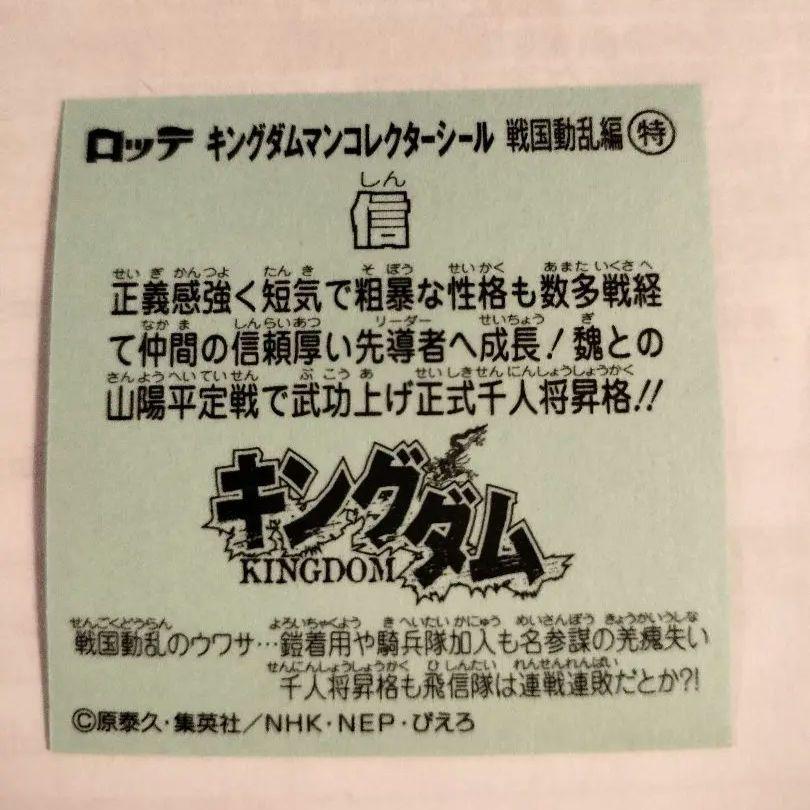 ロッテ キングダムマンコレクターシール 戦国動乱編 特
しん
信
せいぎかんつよ たんき そぼう せいかく あまたいくさへ
正義感強く短気で粗暴な性格も数多戦経
なかま しんらいあつ リーダー せいちょう ぎ
て仲間の信頼厚い先導者へ成長!魏との
さんようへいていせん ぶこうあ せいしきせんにんしょうしょうかく
山陽平定戦で武功上げ正式千人将昇格!!
キングダム
KINGDOM
せんごくどうらん よろいちゃくよう きへいたいかにゅう めいさんぼう きょうかいうしな
戦国動乱のウワサ…鎧着用や騎兵隊加入も名参謀の羌瘣失い
せんにんしょうしょうかく ひしんたい れんせんれんぱい
千人将昇格も飛信隊は連戦連敗だとか?!
©原泰久・集英社/NHK・NEP・ぴえろ